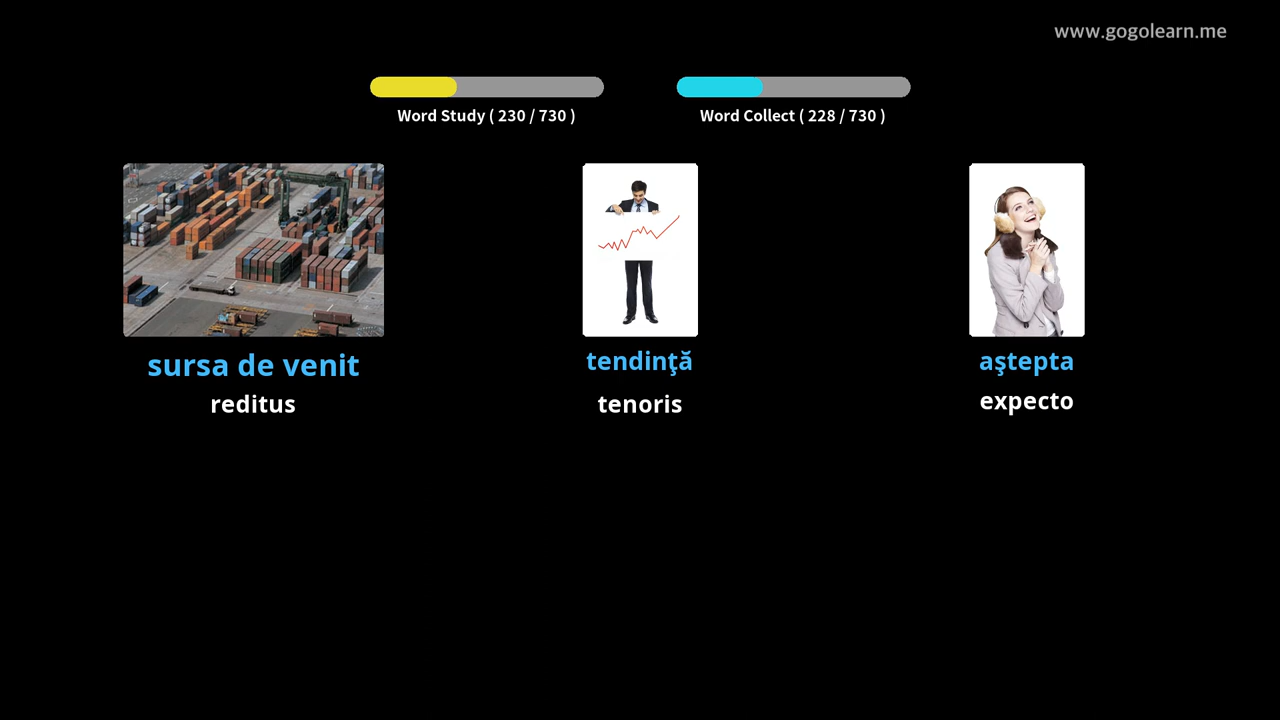 www.gogolearn.me
Word Study ( 230 / 730 )
Word Collect ( 228 / 730 )
sursa de venit
tendinţă
aştepta
reditus
tenoris
expecto